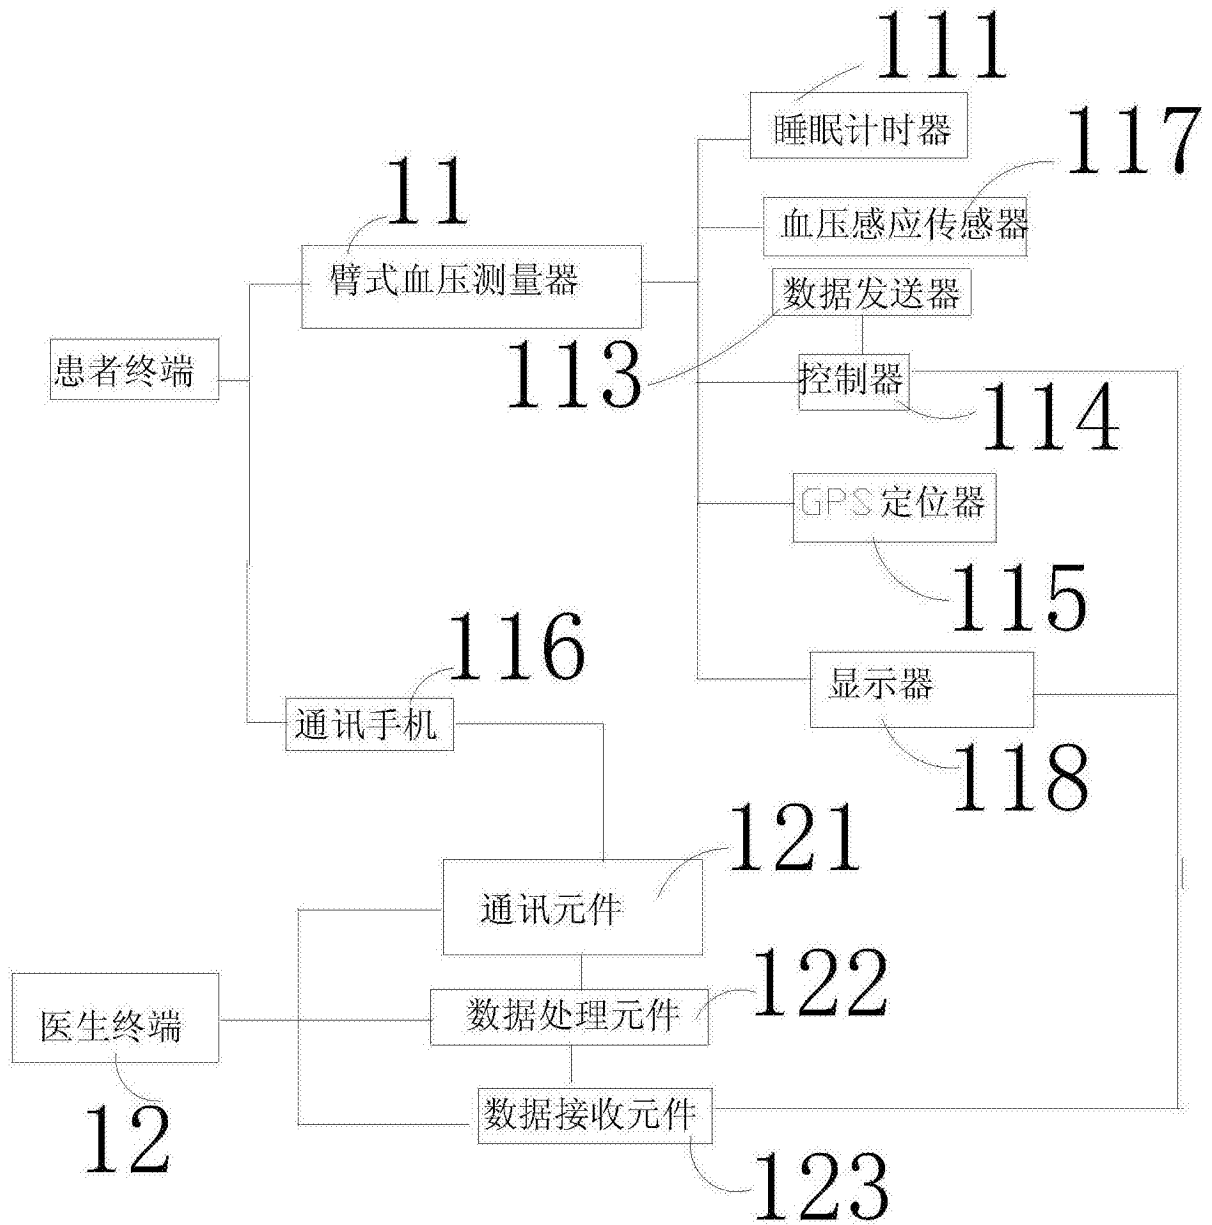 111
睡眠计时器
117
11
血压感应传感器
臂式血压测量器
数据发送器
113
患者终端
控制器
114
GPS定位器
115
116
显示器
通讯手机
118
121
通讯元件
122
医生终端
数据处理元件
12
数据接收元件
123